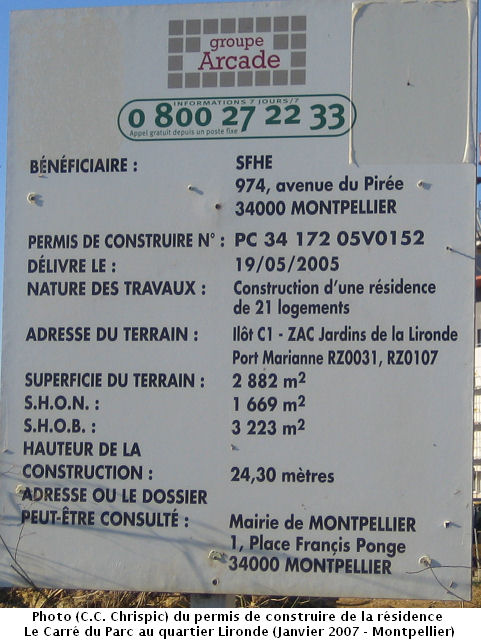 groupe
Arcade
INFORMATIONS 7 JOURS/7
0 800 27 22 33
Appel gratuit depuis un poste fixe
BÉNÉFICIAIRE : SFHE
974, avenue du Pirée
34000 MONTPELLIER
PERMIS DE CONSTRUIRE N° : PC 34 172 05V0152
DÉLIVRE LE : 19/05/2005
NATURE DES TRAVAUX : Construction d'une résidence
de 21 logements
ADRESSE DU TERRAIN : Ilôt C1 - ZAC Jardins de la Lironde
Port Marianne RZ0031, RZ0107
SUPERFICIE DU TERRAIN : 2 882 m²
S.H.O.N. : 1 669 m²
S.H.O.B. : 3 223 m²
HAUTEUR DE LA
CONSTRUCTION : 24,30 mètres
ADRESSE OU LE DOSSIER
PEUT-ÊTRE CONSULTÉ : Mairie de MONTPELLIER
1, Place Françis Ponge
34000 MONTPELLIER
Photo (C.C. Chrispic) du permis de construire de la résidence
Le Carré du Parc au quartier Lironde (Janvier 2007 - Montpellier)